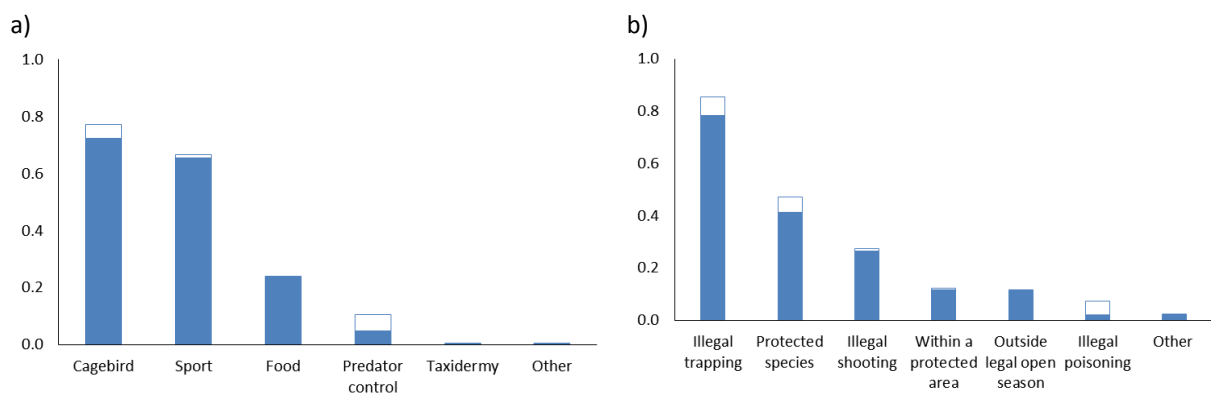 a)
1.0
0.8
0.6
0.4
0.2
0.0
Cagebird Sport Food Predator Taxidermy Other
control
b)
1.0
0.8
0.6
0.4
0.2
0.0
Illegal Protected Illegal Within a Outside Illegal Other
trapping species shooting protected legal open poisoning
area season